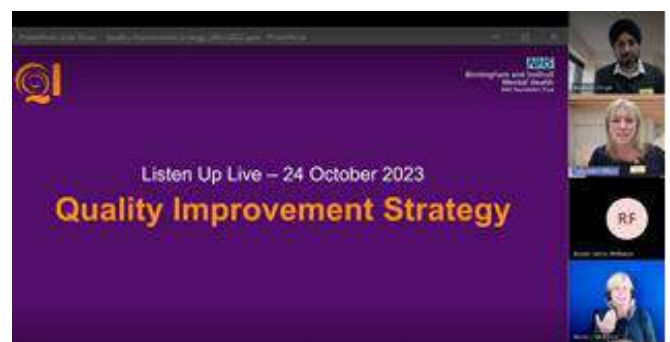 QI
NHS
Birmingham and Solihull
Mental Health
NHS Foundation Trust
Listen Up Live – 24 October 2023
Quality Improvement Strategy
RF